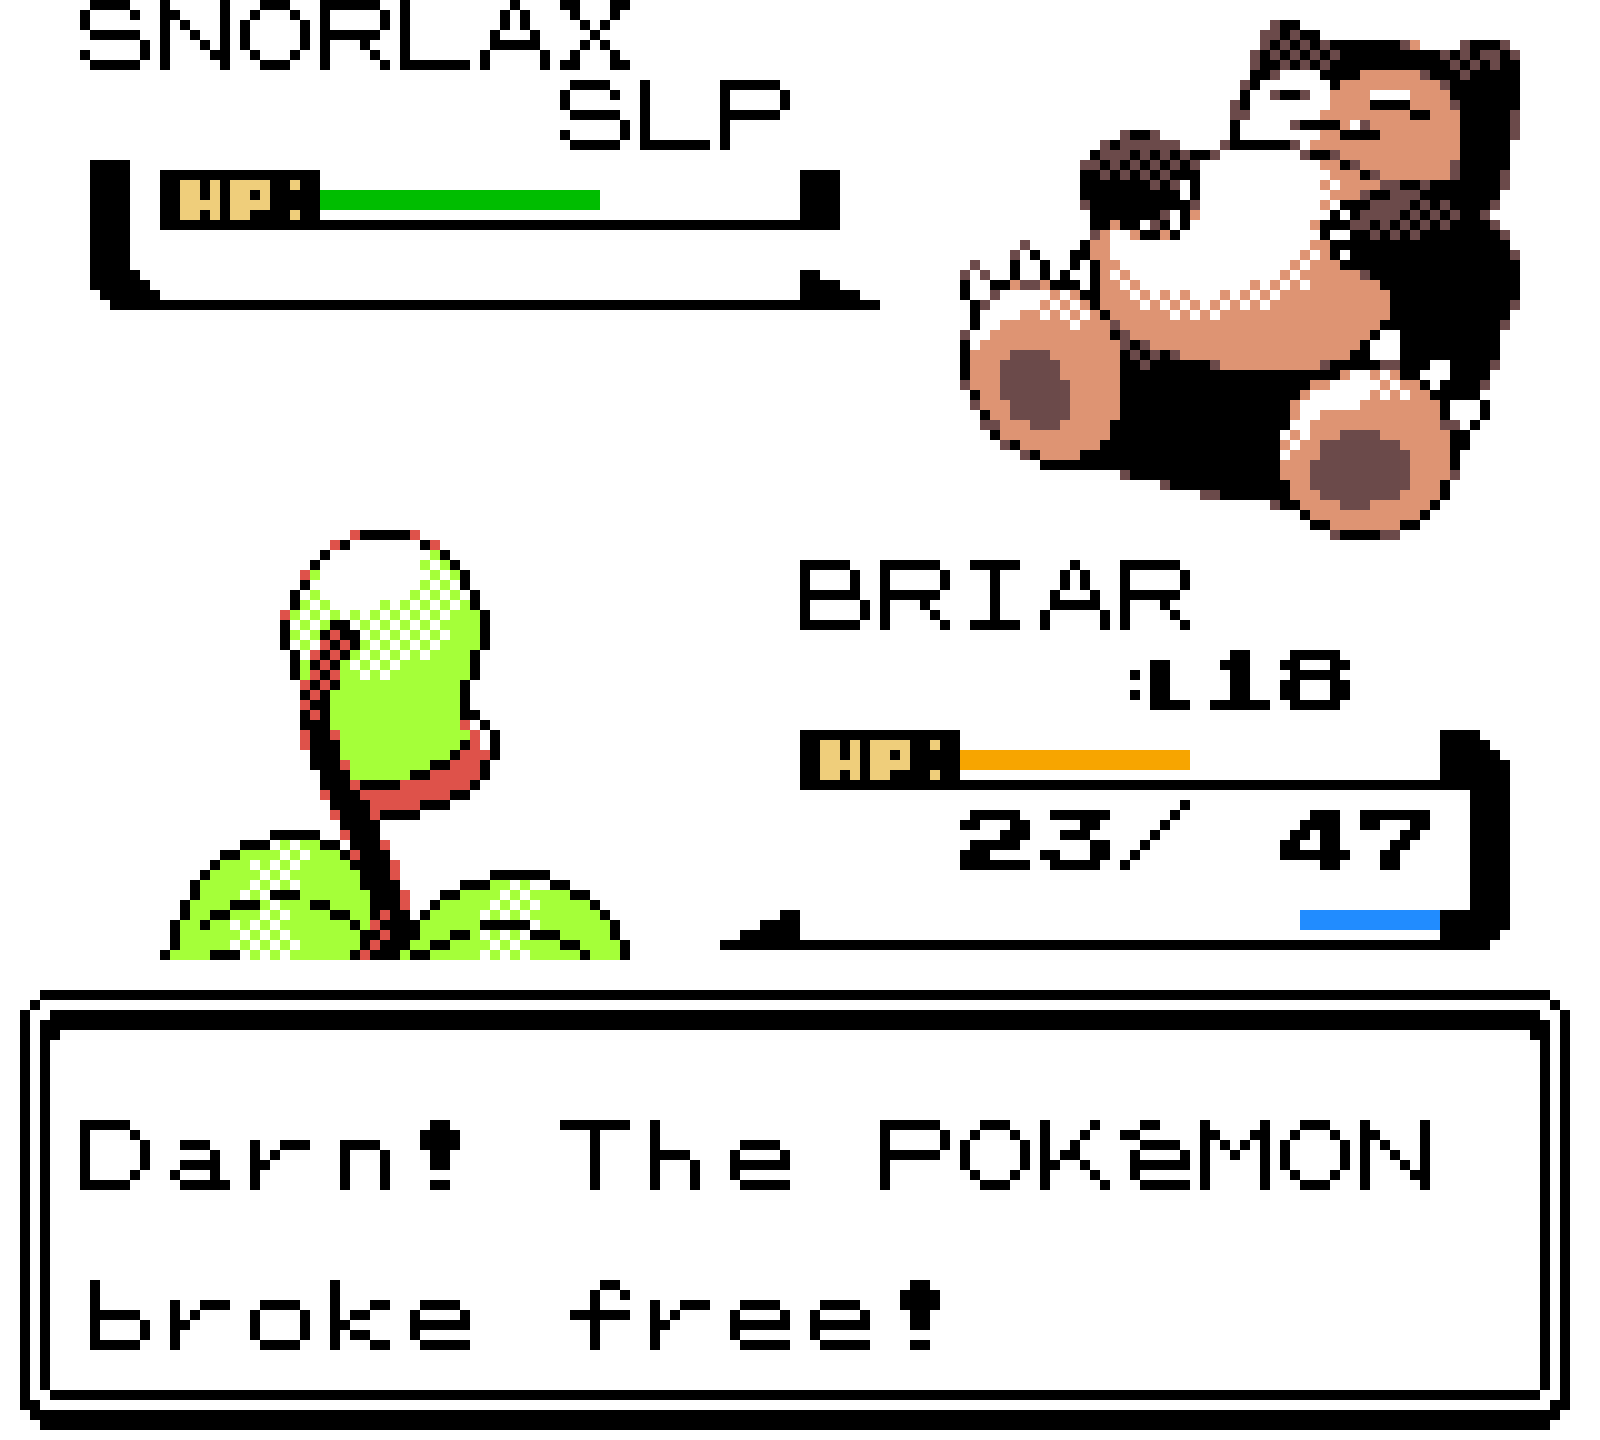 SNORLAX
SLP
HP:
BRIAR
:L18
HP:
23/ 47
Darn! The POKéMON
broke free!